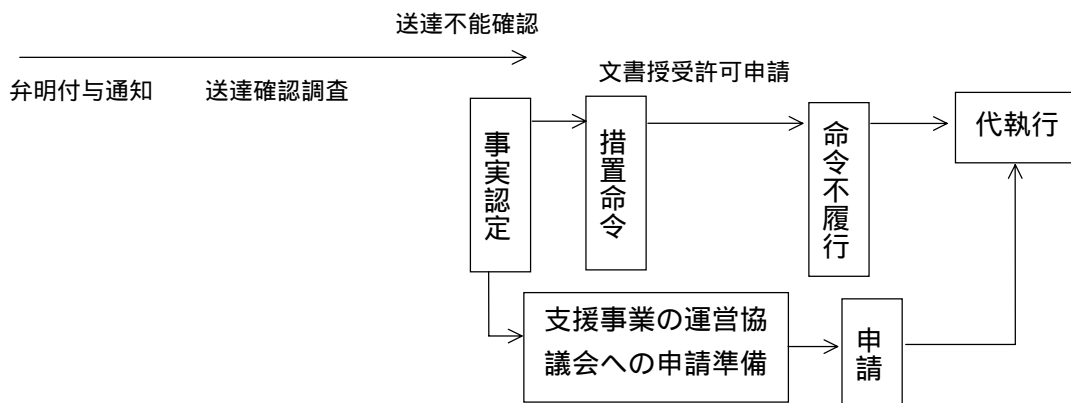 送達不能確認
弁明付与通知
送達確認調査
文書授受許可申請
事実認定
措置命令
命令不履行
代執行
支援事業の運営協
議会への申請準備
申請